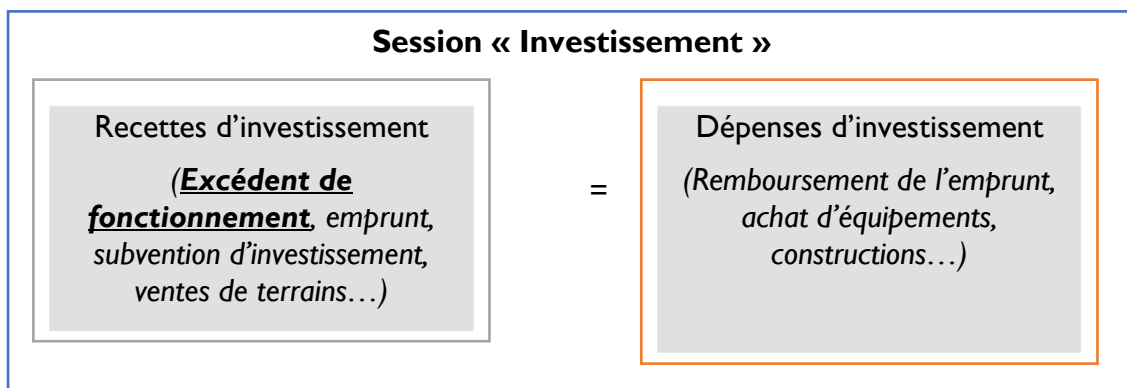 Session « Investissement »
Recettes d’investissement
(Excédent de
fonctionnement, emprunt,
subvention d’investissement,
ventes de terrains…)
=
Dépenses d’investissement
(Remboursement de l’emprunt,
achat d’équipements,
constructions…)